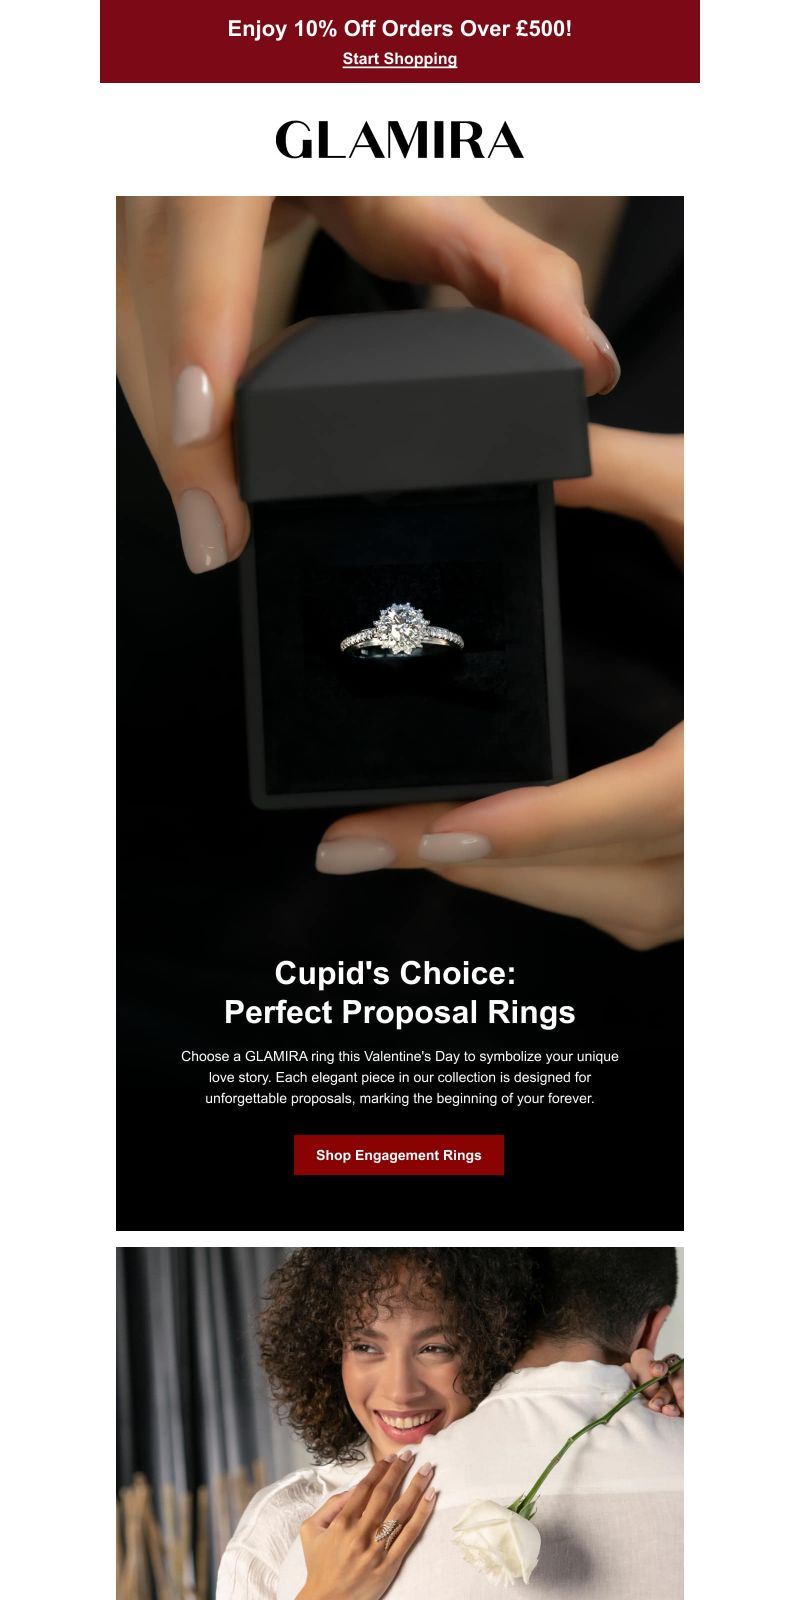 Enjoy 10% Off Orders Over £500!
Start Shopping
GLAMIRA
Cupid's Choice:
Perfect Proposal Rings
Choose a GLAMIRA ring this Valentine's Day to symbolize your unique
love story. Each elegant piece in our collection is designed for
unforgettable proposals, marking the beginning of your forever.
Shop Engagement Rings